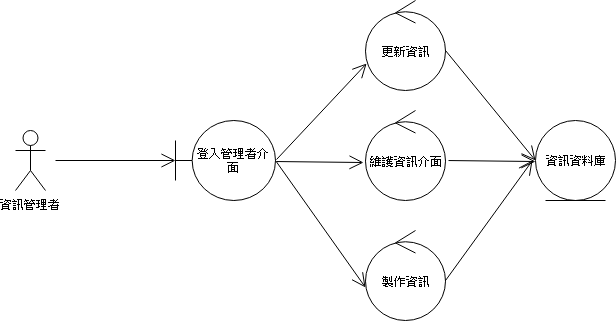 資訊管理者
登入管理者介
面
更新資訊
維護資訊介面
製作資訊
資訊資料庫